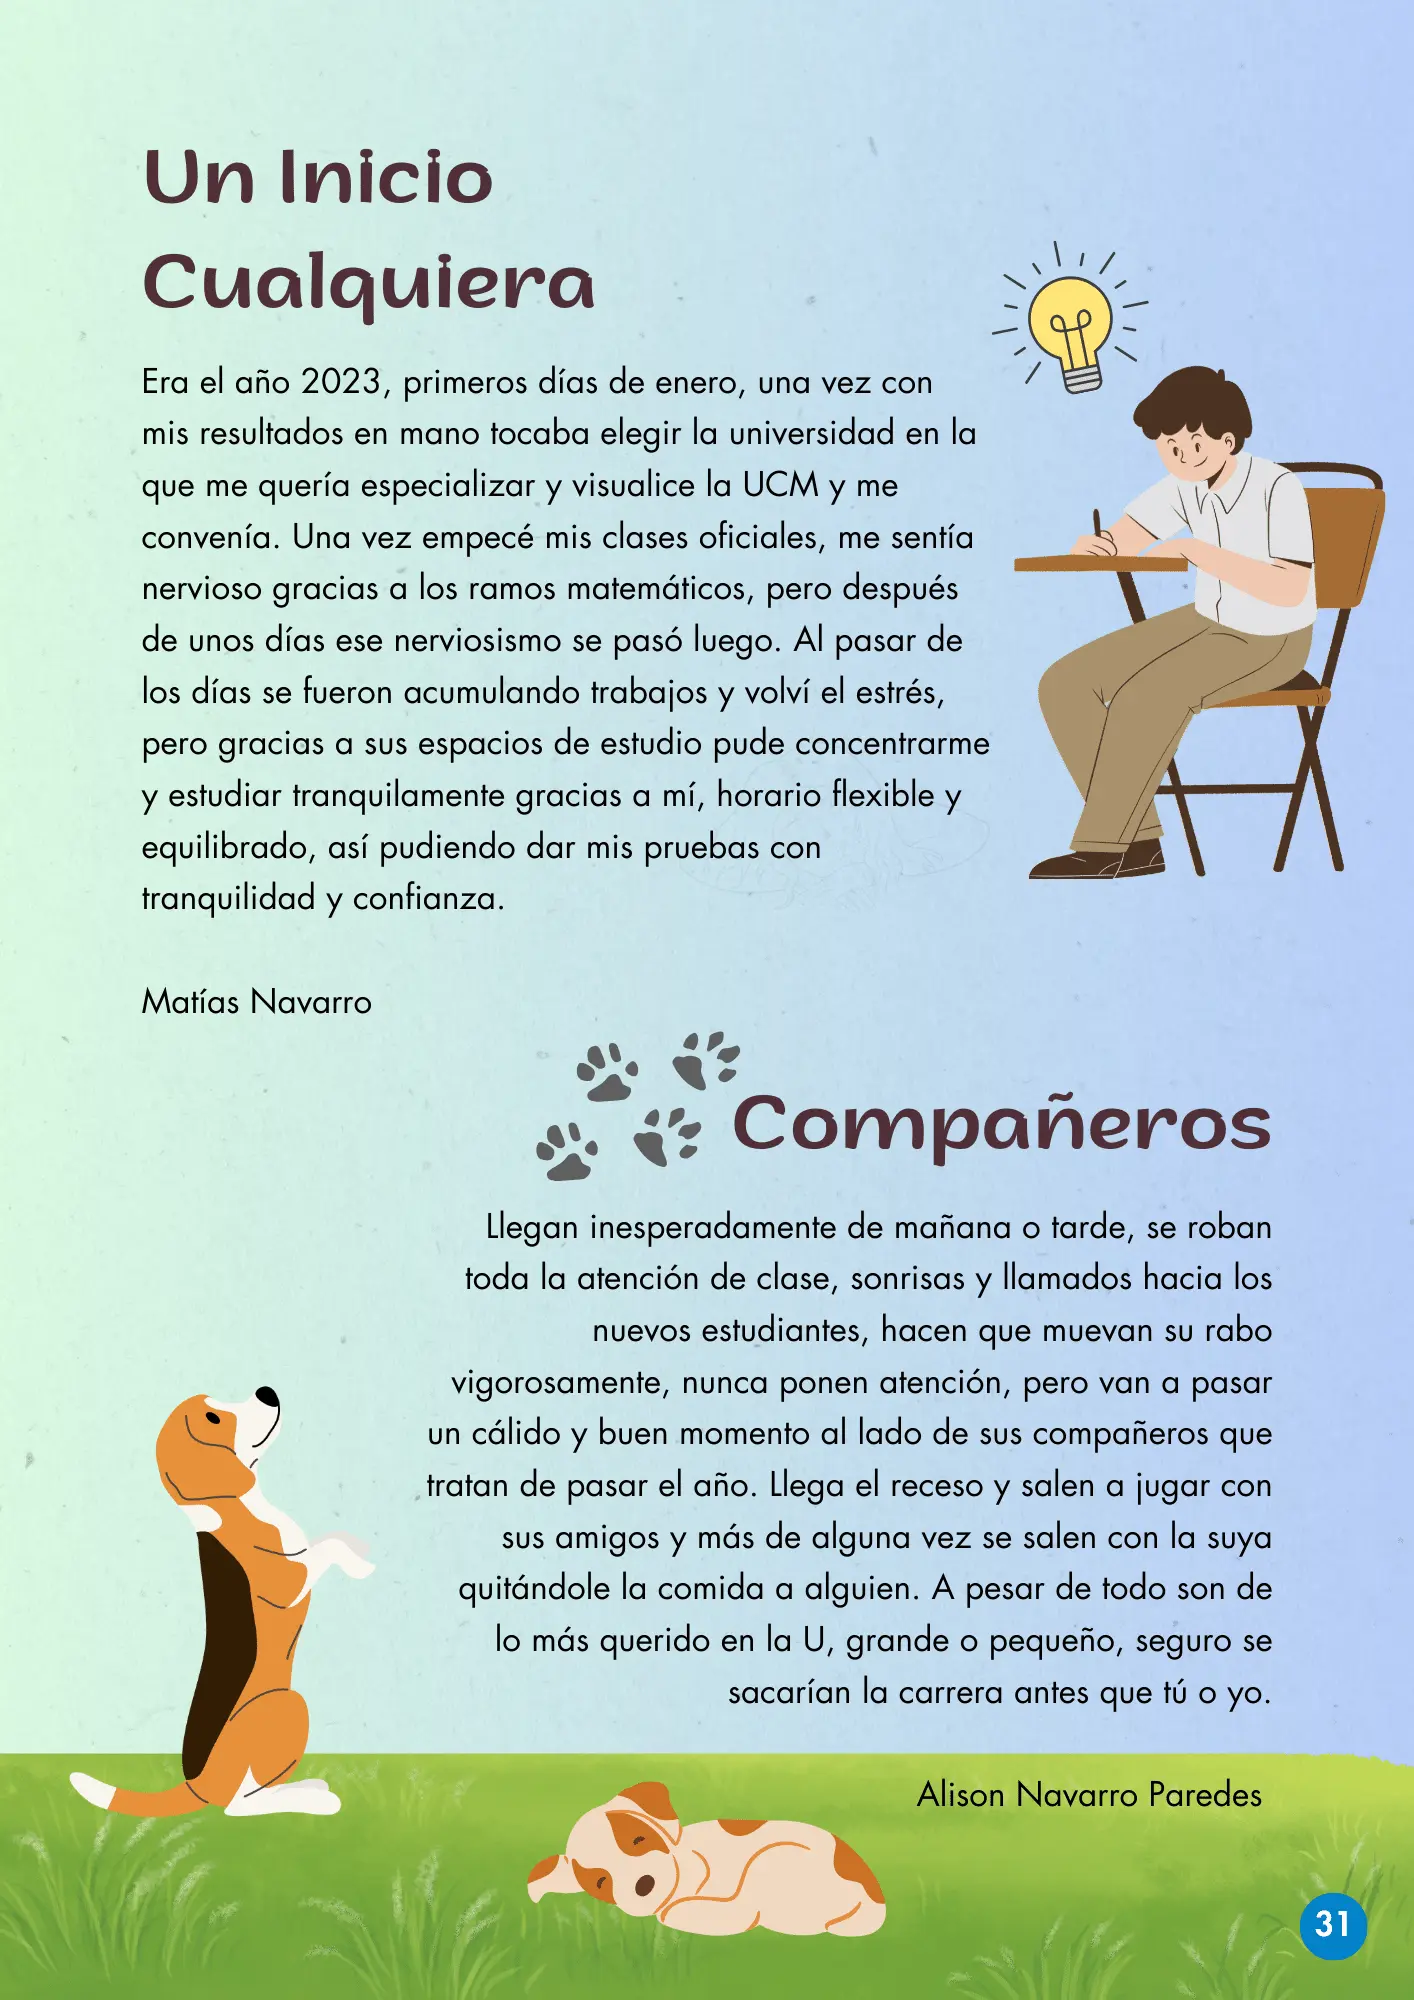 Un Inicio
Cualquiera
Era el año 2023, primeros días de enero, una vez con
mis resultados en mano tocaba elegir la universidad en la
que me quería especializar y visualice la UCM y me
convenía. Una vez empecé mis clases oficiales, me sentía
nervioso gracias a los ramos matemáticos, pero después
de unos días ese nerviosismo se pasó luego. Al pasar de
los días se fueron acumulando trabajos y volví el estrés,
pero gracias a sus espacios de estudio pude concentrarme
y estudiar tranquilamente gracias a mí, horario flexible y
equilibrado, así pudiendo dar mis pruebas con
tranquilidad y confianza.
Matías Navarro
Compañeros
Llegan inesperadamente de mañana o tarde, se roban
toda la atención de clase, sonrisas y llamados hacia los
nuevos estudiantes, hacen que muevan su rabo
vigorosamente, nunca ponen atención, pero van a pasar
un cálido y buen momento al lado de sus compañeros que
tratan de pasar el año. Llega el receso y salen a jugar con
sus amigos y más de alguna vez se salen con la suya
quitándole la comida a alguien. A pesar de todo son de
lo más querido en la U, grande o pequeño, seguro se
sacarían la carrera antes que tú o yo.
Alison Navarro Paredes
31